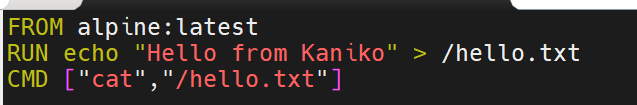 FROM alpine:latest
RUN echo "Hello from Kaniko" > /hello.txt
CMD ["cat","/hello.txt"]